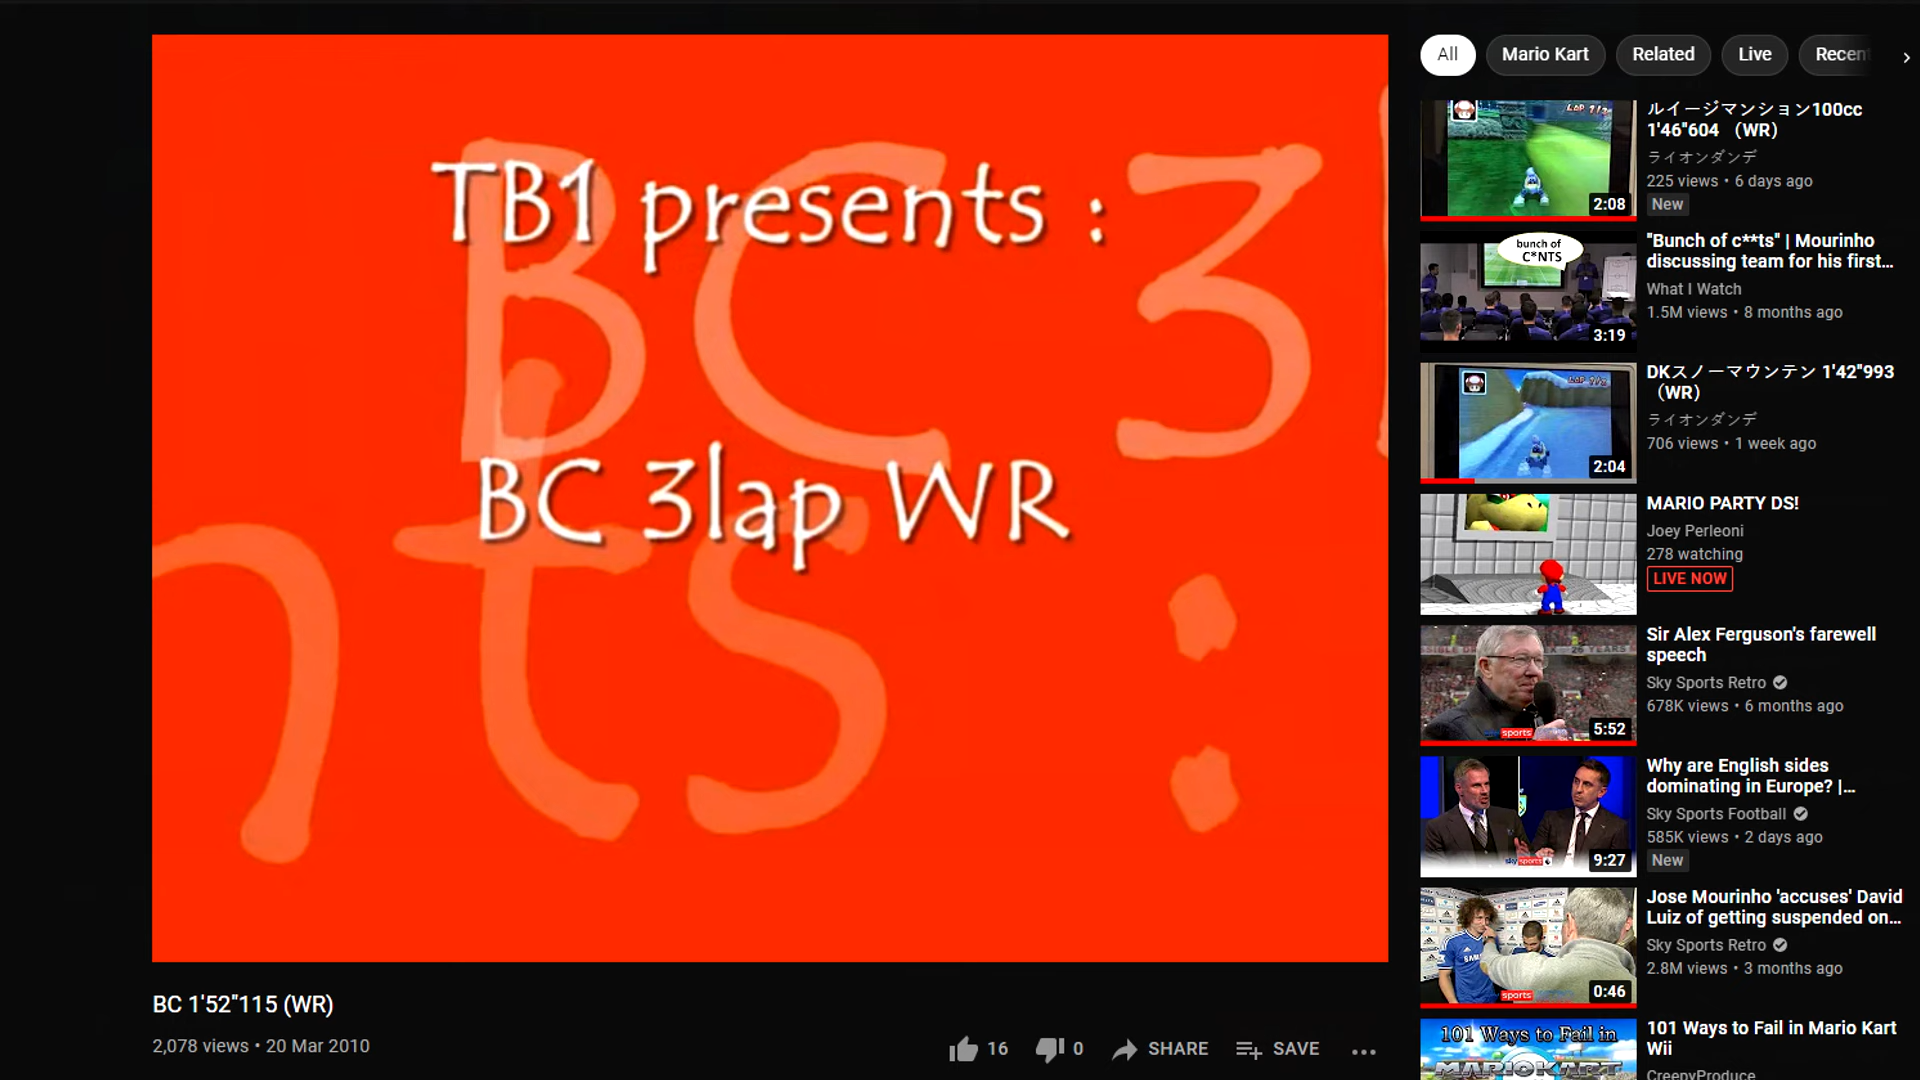 TB1 presents :
BC 3lap WR
BC 1'52"115 (WR)
2,078 views • 20 Mar 2010
16
0
SHARE
SAVE
All
Mario Kart
Related
Live
Recent
ルイージマンション100cc
1'46"604 （WR）
ライオンダンデ
225 views • 6 days ago
New
2:08
"Bunch of c**ts" | Mourinho
discussing team for his first...
What I Watch
1.5M views • 8 months ago
bunch of
C*NTS
3:19
DKスノーマウンテン 1'42"993
（WR）
ライオンダンデ
706 views • 1 week ago
2:04
MARIO PARTY DS!
Joey Perleoni
278 watching
LIVE NOW
Sir Alex Ferguson's farewell
speech
Sky Sports Retro
678K views • 6 months ago
sports
5:52
Why are English sides
dominating in Europe? |...
Sky Sports Football
585K views • 2 days ago
New
sky sports
9:27
Jose Mourinho 'accuses' David
Luiz of getting suspended on...
Sky Sports Retro
2.8M views • 3 months ago
sports
0:46
101 Ways to Fail in Mario Kart
Wii
CreepyProduce
101 Ways to Fail in
MARIOKART